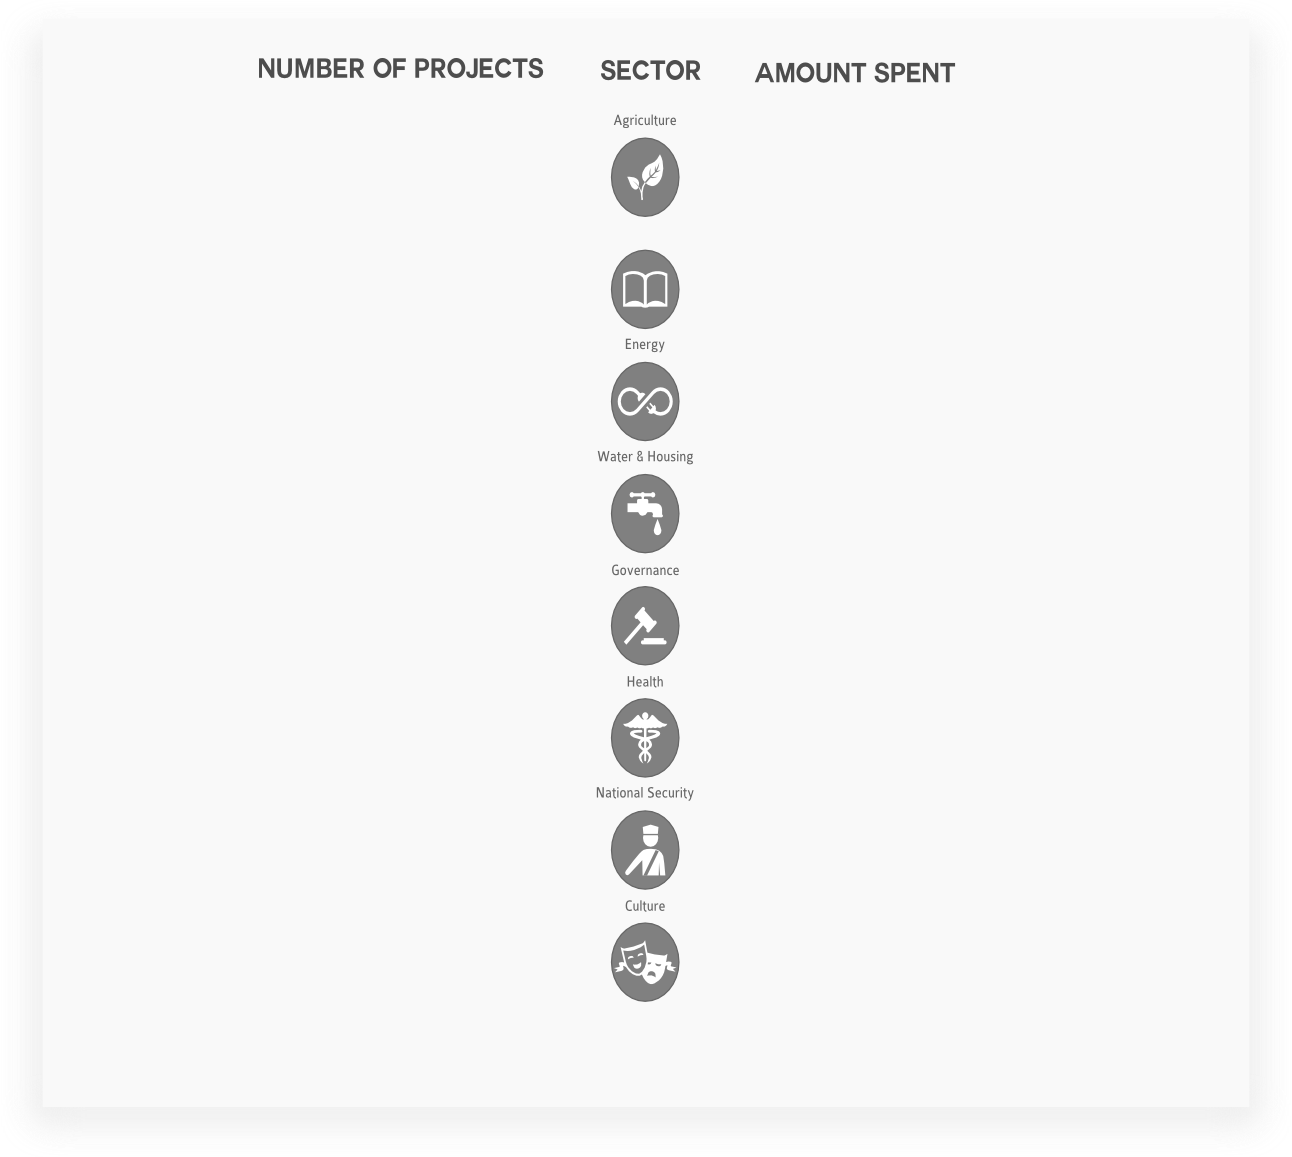 NUMBER OF PROJECTS
SECTOR
AMOUNT SPENT
Agriculture
Energy
Water & Housing
Governance
Health
National Security
Culture